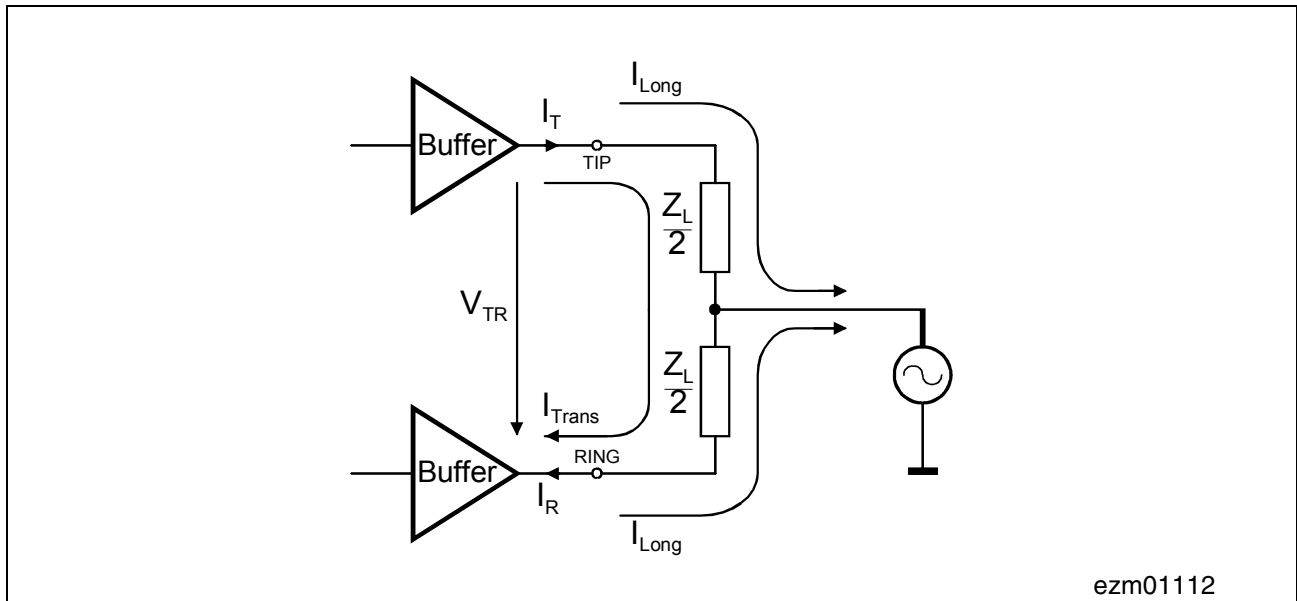 I_Long
Buffer
I_T
TIP
Z_L
2
V_TR
Z_L
2
I_Trans
RING
Buffer
I_R
I_Long
ezm01112